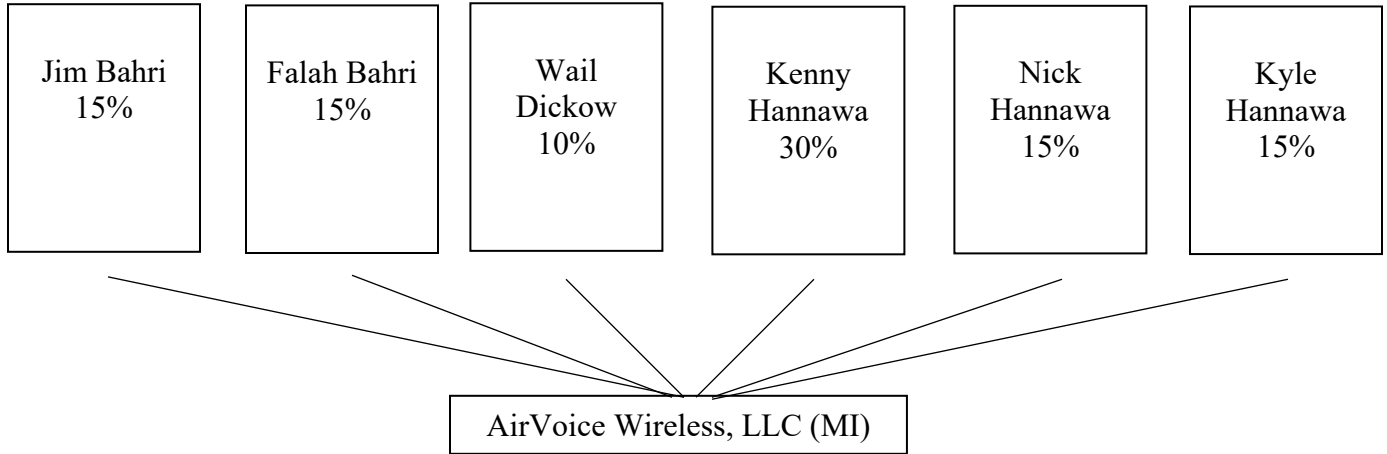 Jim Bahri
15%
Falah Bahri
15%
Wail
Dickow
10%
Kenny
Hannawa
30%
Nick
Hannawa
15%
Kyle
Hannawa
15%
AirVoice Wireless, LLC (MI)